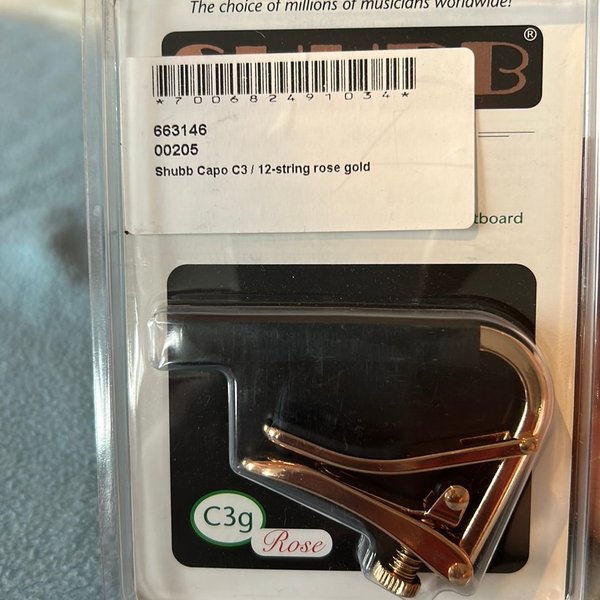 The choice of millions of musicians worldwide!
SHUBB®
*700682491034*
663146
00205
Shubb Capo C3 / 12-string rose gold
tboard
C3g
Rose